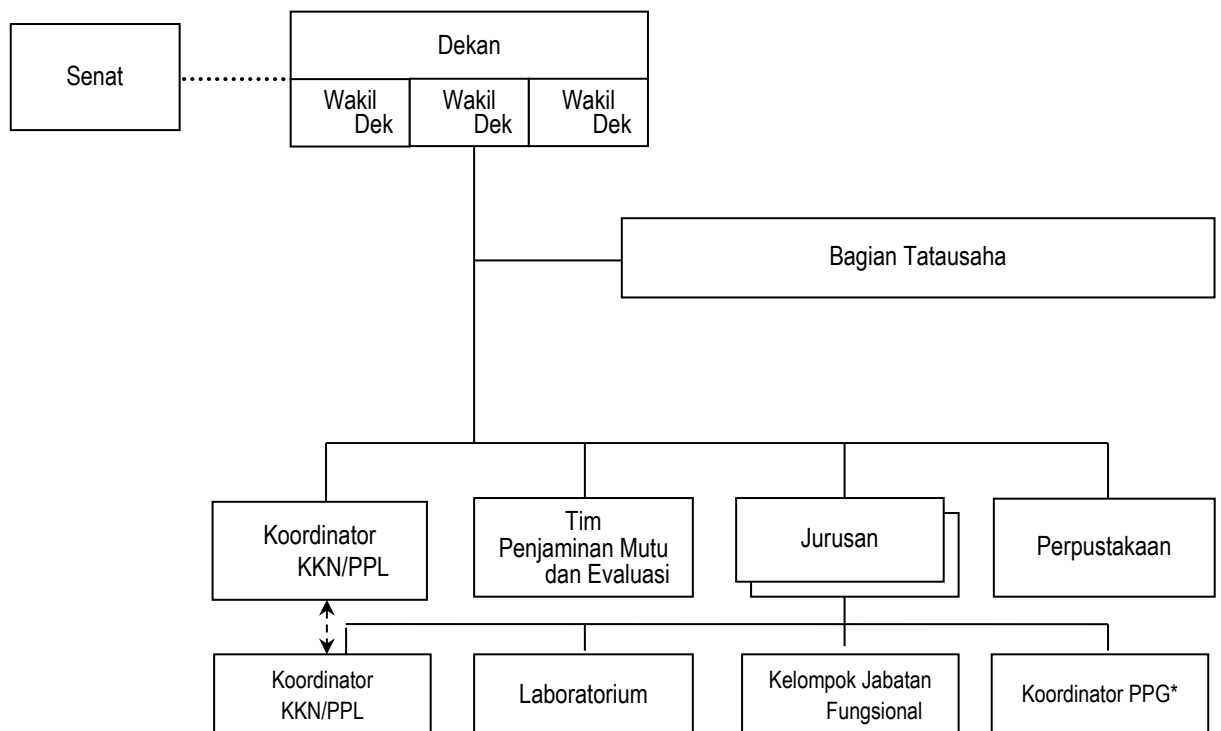 Senat
Dekan
Wakil
Dek
Wakil
Dek
Wakil
Dek
Bagian Tatausaha
Koordinator
KKN/PPL
Tim
Penjaminan Mutu
dan Evaluasi
Jurusan
Perpustakaan
Koordinator
KKN/PPL
Laboratorium
Kelompok Jabatan
Fungsional
Koordinator PPG*